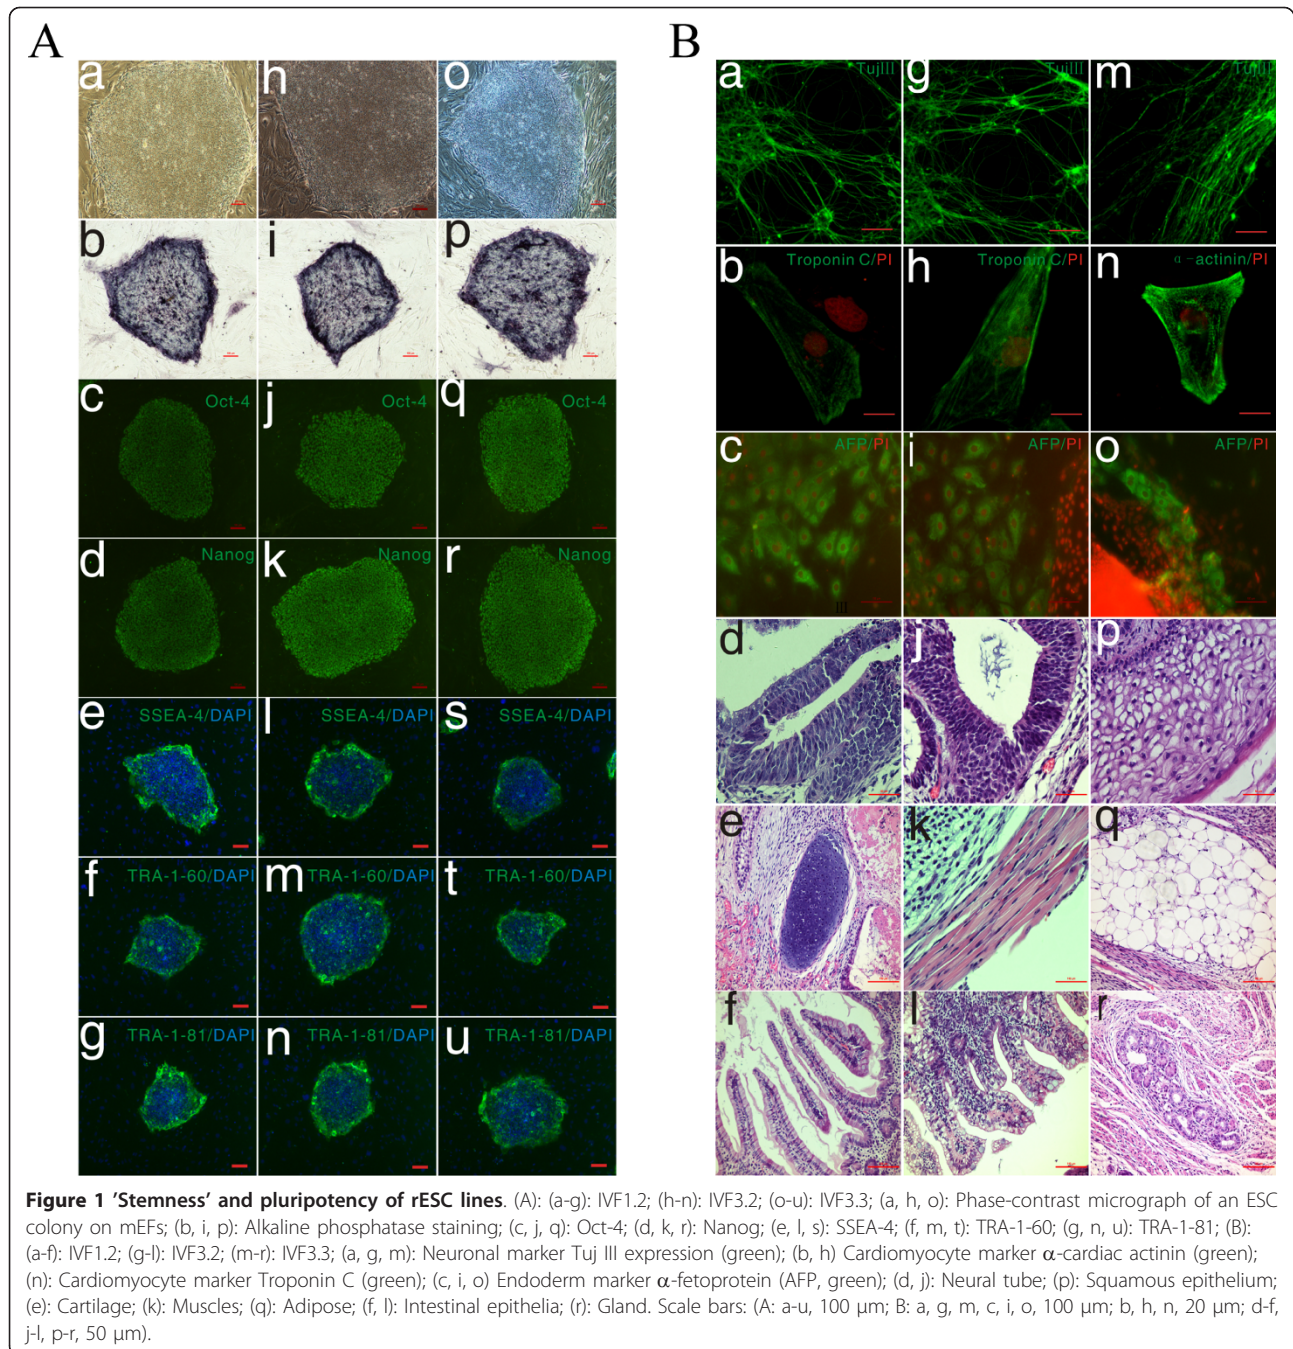 A
B
a
h
o
b
i
p
c
Oct-4
j
Oct-4
q
Oct-4
d
Nanog
k
Nanog
r
Nanog
e
SSEA-4/DAPI
l
SSEA-4/DAPI
s
SSEA-4/DAPI
f
TRA-1-60/DAPI
m
TRA-1-60/DAPI
t
TRA-1-60/DAPI
g
TRA-1-81/DAPI
n
TRA-1-81/DAPI
u
TRA-1-81/DAPI
a
TujIII
g
TujIII
m
TujIII
b
Troponin C/PI
h
Troponin C/PI
n
α-actinin/PI
c
AFP/PI
III
i
AFP/PI
o
AFP/PI
d
j
p
e
k
q
f
l
r
Figure 1 'Stemness' and pluripotency of rESC lines. (A): (a-g): IVF1.2; (h-n): IVF3.2; (o-u): IVF3.3; (a, h, o): Phase-contrast micrograph of an ESC
colony on mEFs; (b, i, p): Alkaline phosphatase staining; (c, j, q): Oct-4; (d, k, r): Nanog; (e, l, s): SSEA-4; (f, m, t): TRA-1-60; (g, n, u): TRA-1-81; (B):
(a-f): IVF1.2; (g-l): IVF3.2; (m-r): IVF3.3; (a, g, m): Neuronal marker Tuj III expression (green); (b, h) Cardiomyocyte marker α-cardiac actinin (green);
(n): Cardiomyocyte marker Troponin C (green); (c, i, o) Endoderm marker α-fetoprotein (AFP, green); (d, j): Neural tube; (p): Squamous epithelium;
(e): Cartilage; (k): Muscles; (q): Adipose; (f, l): Intestinal epithelia; (r): Gland. Scale bars: (A: a-u, 100 μm; B: a, g, m, c, i, o, 100 μm; b, h, n, 20 μm; d-f,
j-l, p-r, 50 μm).